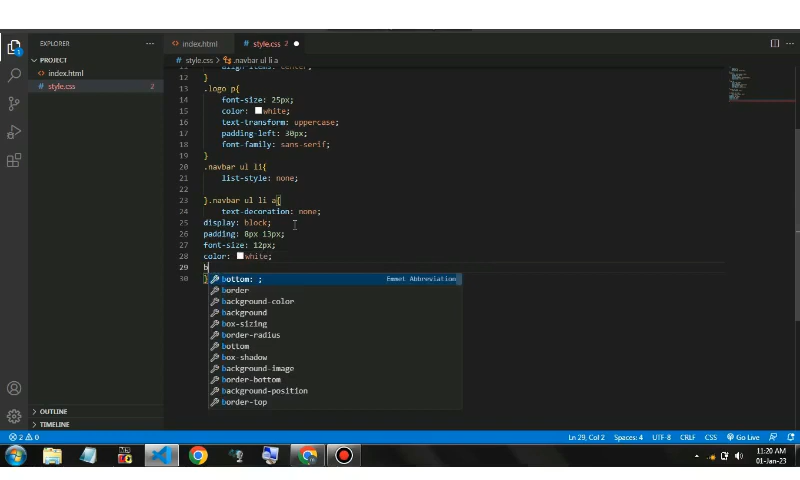 EXPLORER
···
index.html
style.css 2
PROJECT
style.css > .navbar ul li a
index.html
style.css 2
align-items: center;
12 }
13 .logo p{
14 font-size: 25px;
15 color: white;
16 text-transform: uppercase;
17 padding-left: 30px;
18 font-family: sans-serif;
19 }
20 .navbar ul li{
21 list-style: none;
22
23 }.navbar ul li a{
24 text-decoration: none;
25 display: block;
26 padding: 8px 13px;
27 font-size: 12px;
28 color: white;
29 b
30 }
bottom: ; Emmet Abbreviation
border
background-color
background
box-sizing
border-radius
bottom
box-shadow
background-image
border-bottom
background-position
border-top
OUTLINE
TIMELINE
2 0 Ln 29, Col 2 Spaces: 4 UTF-8 CRLF CSS Go Live
11:20 AM
01-Jan-23